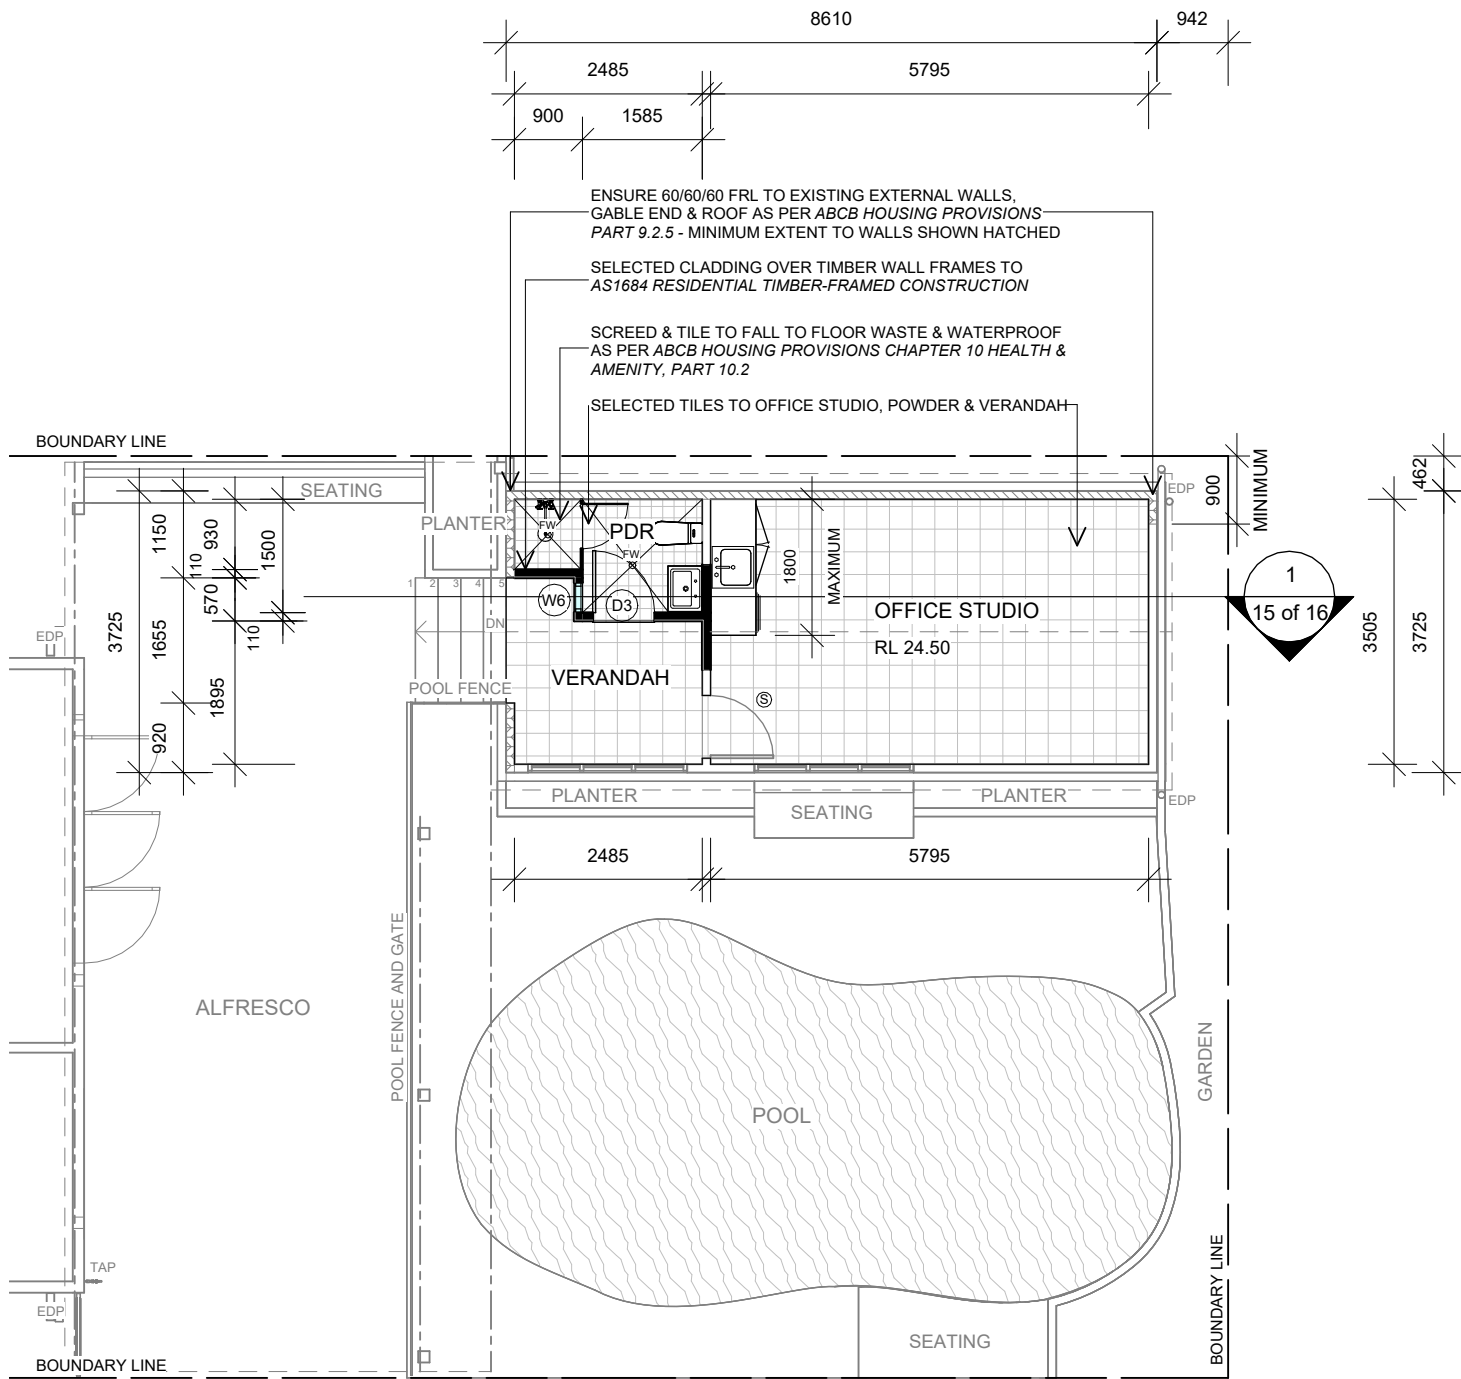 8610
942
2485
5795
900
1585
ENSURE 60/60/60 FRL TO EXISTING EXTERNAL WALLS,
GABLE END & ROOF AS PER ABCB HOUSING PROVISIONS
PART 9.2.5 - MINIMUM EXTENT TO WALLS SHOWN HATCHED
SELECTED CLADDING OVER TIMBER WALL FRAMES TO
AS1684 RESIDENTIAL TIMBER-FRAMED CONSTRUCTION
SCREED & TILE TO FALL TO FLOOR WASTE & WATERPROOF
AS PER ABCB HOUSING PROVISIONS CHAPTER 10 HEALTH &
AMENITY, PART 10.2
SELECTED TILES TO OFFICE STUDIO, POWDER & VERANDAH
BOUNDARY LINE
SEATING
PLANTER
EDP
900
MINIMUM
462
3505
3725
3725
1150
1655
920
930
110
570
110
1895
1500
FW
PDR
FW
1800
MAXIMUM
1 2 3 4 5
W6
D3
DN
OFFICE STUDIO
RL 24.50
1
15 of 16
EDP
VERANDAH
POOL FENCE
S
PLANTER
SEATING
PLANTER
EDP
2485
5795
POOL FENCE AND GATE
ALFRESCO
POOL
GARDEN
TAP
EDP
SEATING
BOUNDARY LINE
BOUNDARY LINE